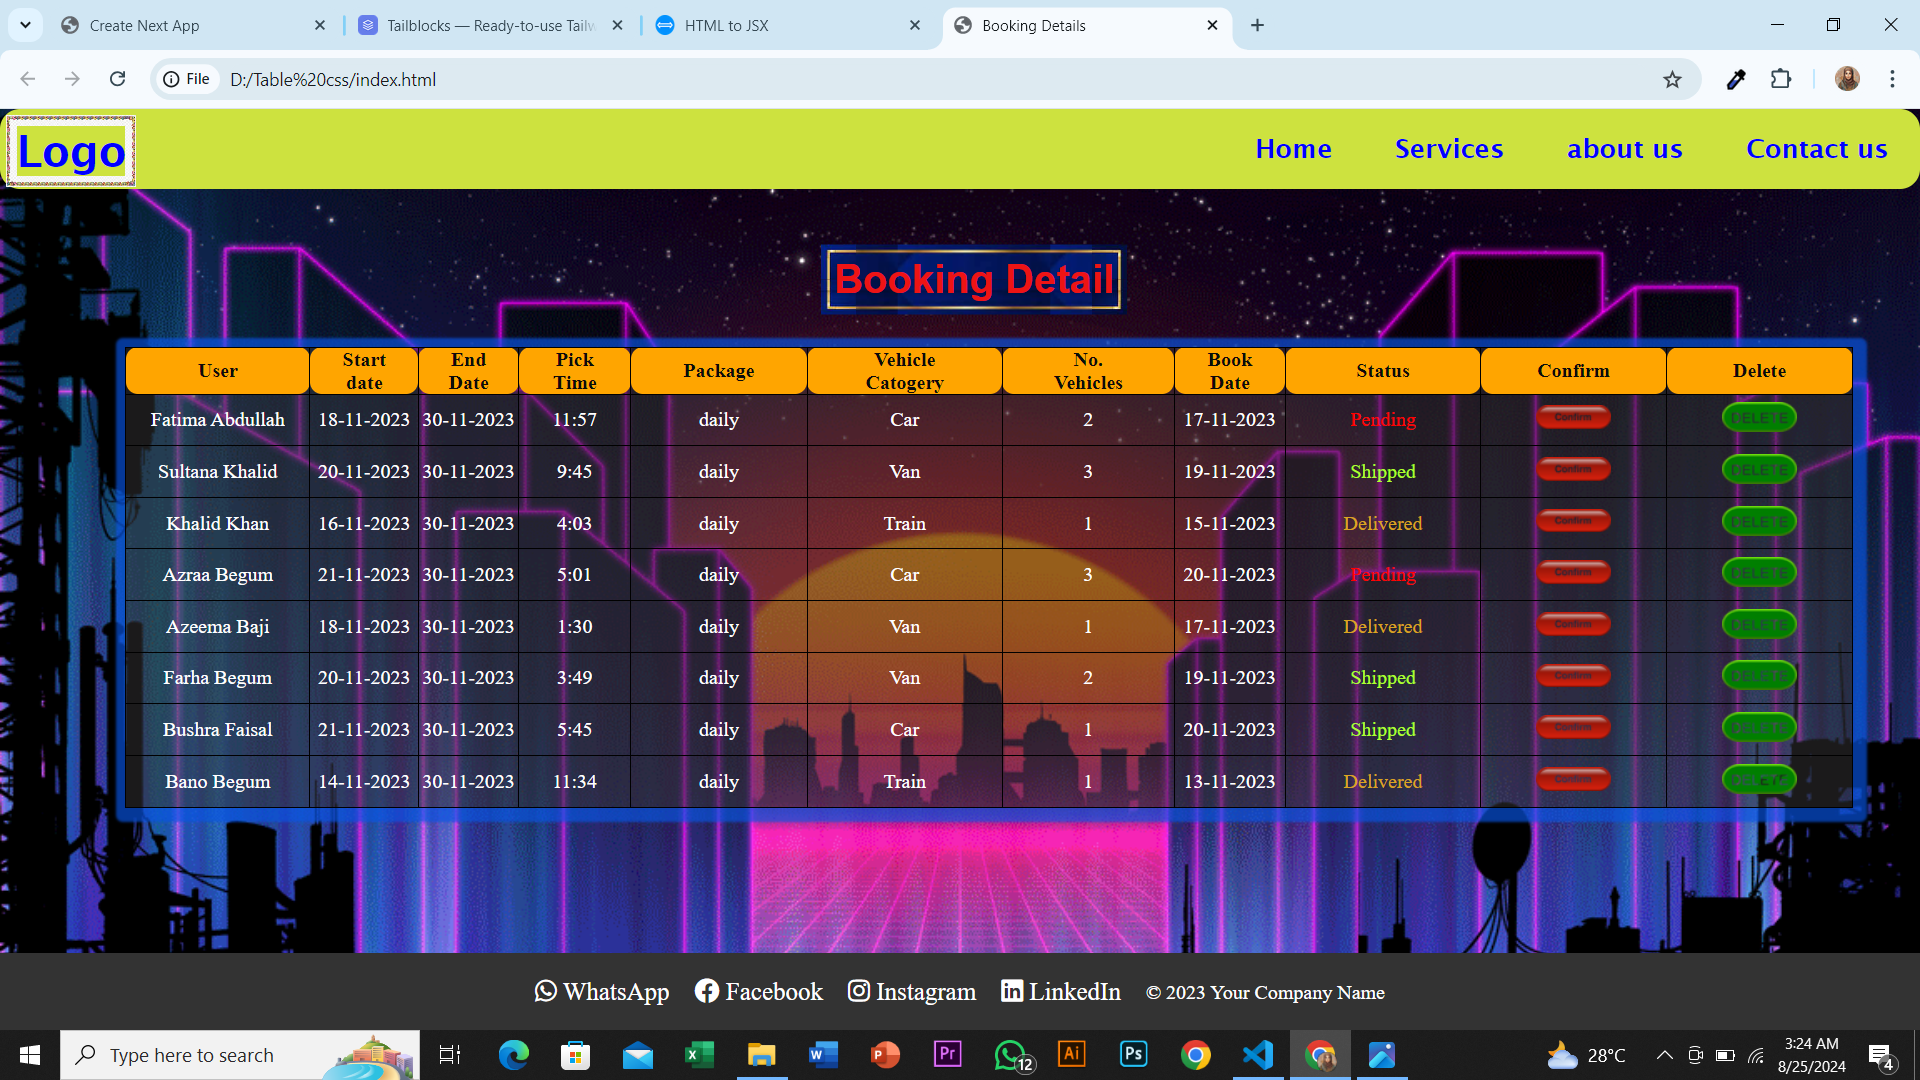 Create Next App
Tailblocks — Ready-to-use Tailw
HTML to JSX
Booking Details
File D:/Table%20css/index.html
Logo Home Services about us Contact us
Booking Detail
User Start date End Date Pick Time Package Vehicle Catogery No. Vehicles Book Date Status Confirm Delete
Fatima Abdullah 18-11-2023 30-11-2023 11:57 daily Car 2 17-11-2023 Pending Confirm DELETE
Sultana Khalid 20-11-2023 30-11-2023 9:45 daily Van 3 19-11-2023 Shipped Confirm DELETE
Khalid Khan 16-11-2023 30-11-2023 4:03 daily Train 1 15-11-2023 Delivered Confirm DELETE
Azraa Begum 21-11-2023 30-11-2023 5:01 daily Car 3 20-11-2023 Pending Confirm DELETE
Azeema Baji 18-11-2023 30-11-2023 1:30 daily Van 1 17-11-2023 Delivered Confirm DELETE
Farha Begum 20-11-2023 30-11-2023 3:49 daily Van 2 19-11-2023 Shipped Confirm DELETE
Bushra Faisal 21-11-2023 30-11-2023 5:45 daily Car 1 20-11-2023 Shipped Confirm DELETE
Bano Begum 14-11-2023 30-11-2023 11:34 daily Train 1 13-11-2023 Delivered Confirm DELETE
WhatsApp Facebook Instagram LinkedIn © 2023 Your Company Name
Type here to search
Pr
12
Ai
Ps
28°C
3:24 AM
8/25/2024
4